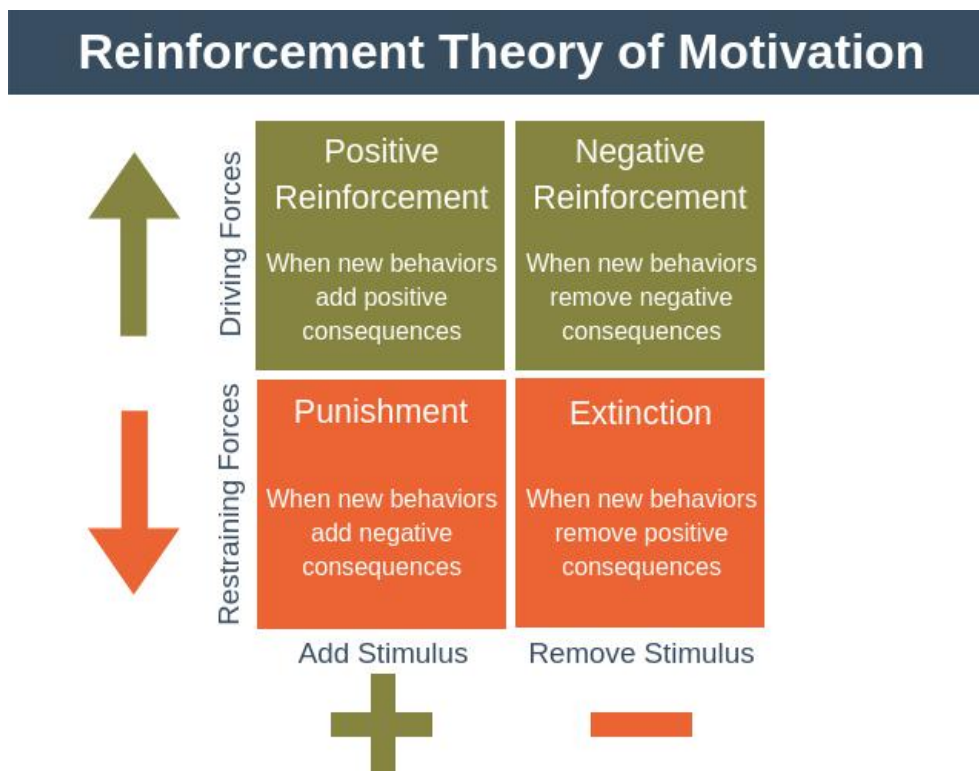 Reinforcement Theory of Motivation
Driving Forces
Positive
Reinforcement
When new behaviors
add positive
consequences
Negative
Reinforcement
When new behaviors
remove negative
consequences
Restraining Forces
Punishment
When new behaviors
add negative
consequences
Extinction
When new behaviors
remove positive
consequences
Add Stimulus
Remove Stimulus